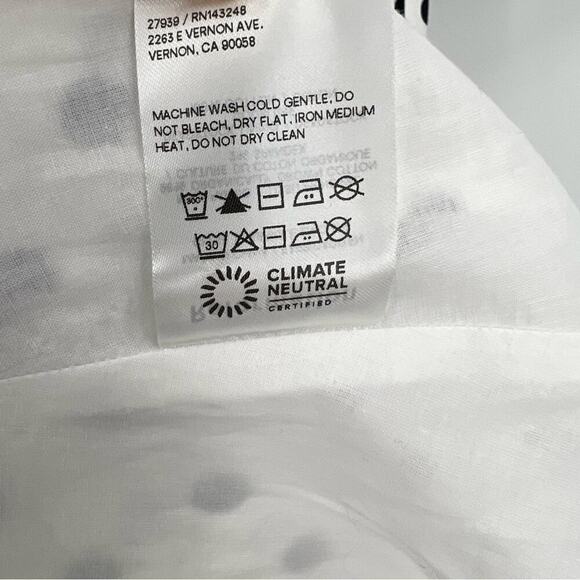 27939 / RN143248
2263 E VERNON AVE.
VERNON, CA 90058
MACHINE WASH COLD GENTLE, DO
NOT BLEACH, DRY FLAT, IRON MEDIUM
HEAT, DO NOT DRY CLEAN
30
CLIMATE
NEUTRAL
CERTIFIED